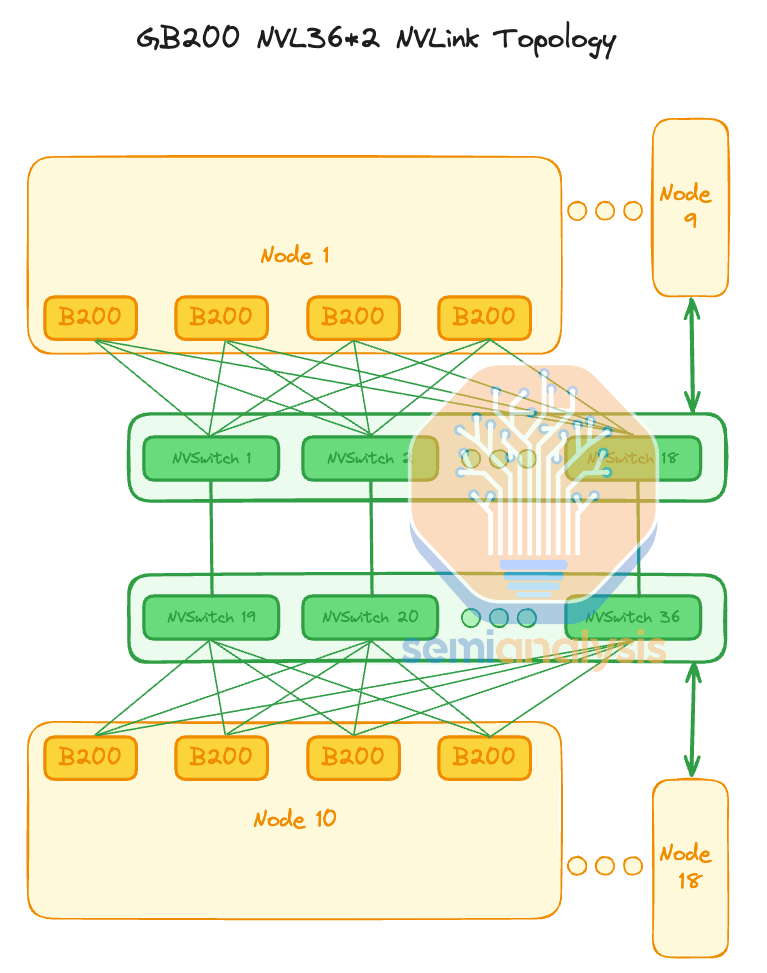 GB200 NVL36*2 NVLink Topology
Node 9
Node 1
B200 B200 B200 B200
NVSwitch 1 NVSwitch 2 NVSwitch 18
NVSwitch 19 NVSwitch 20 NVSwitch 36
semianalysis
B200 B200 B200 B200
Node 10
Node 18